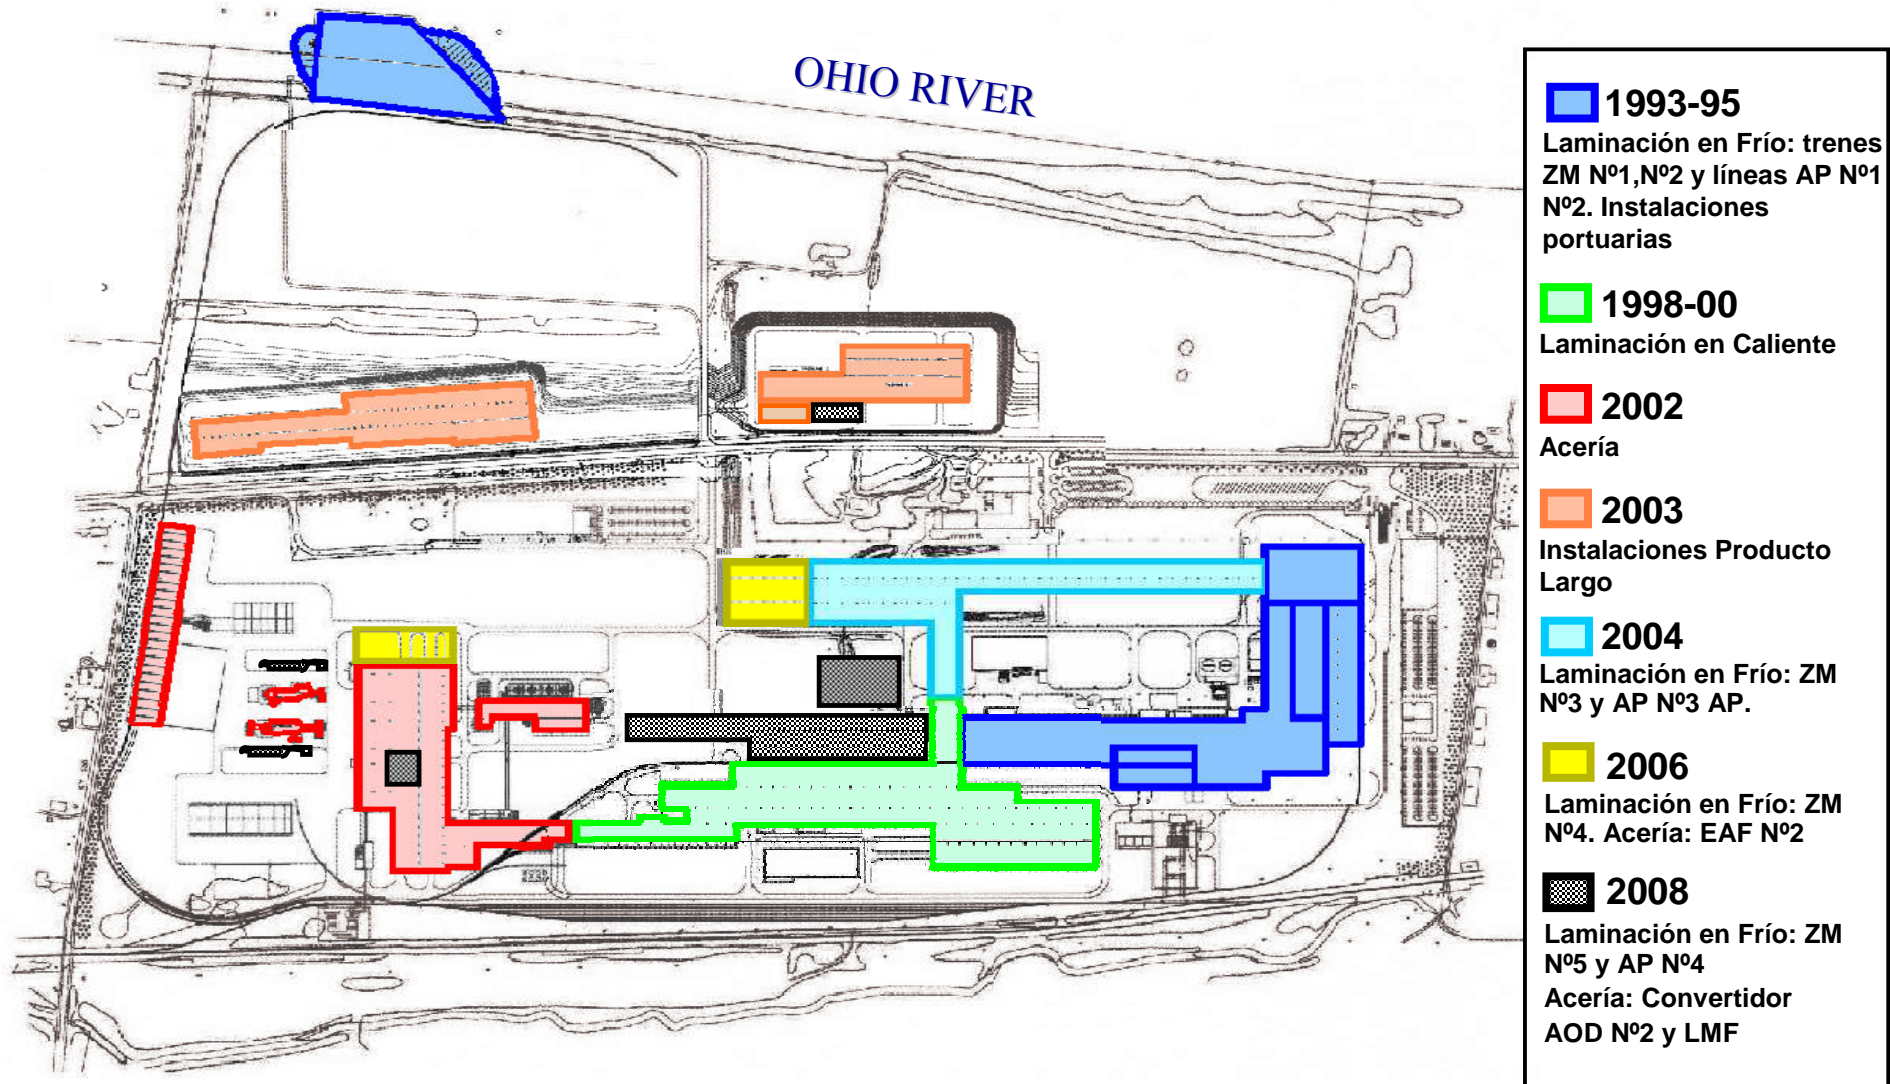 OHIO RIVER
1993-95
Laminación en Frío: trenes
ZM Nº1,Nº2 y líneas AP Nº1
Nº2. Instalaciones
portuarias
1998-00
Laminación en Caliente
2002
Acería
2003
Instalaciones Producto
Largo
2004
Laminación en Frío: ZM
Nº3 y AP Nº3 AP.
2006
Laminación en Frío: ZM
Nº4. Acería: EAF Nº2
2008
Laminación en Frío: ZM
Nº5 y AP Nº4
Acería: Convertidor
AOD Nº2 y LMF